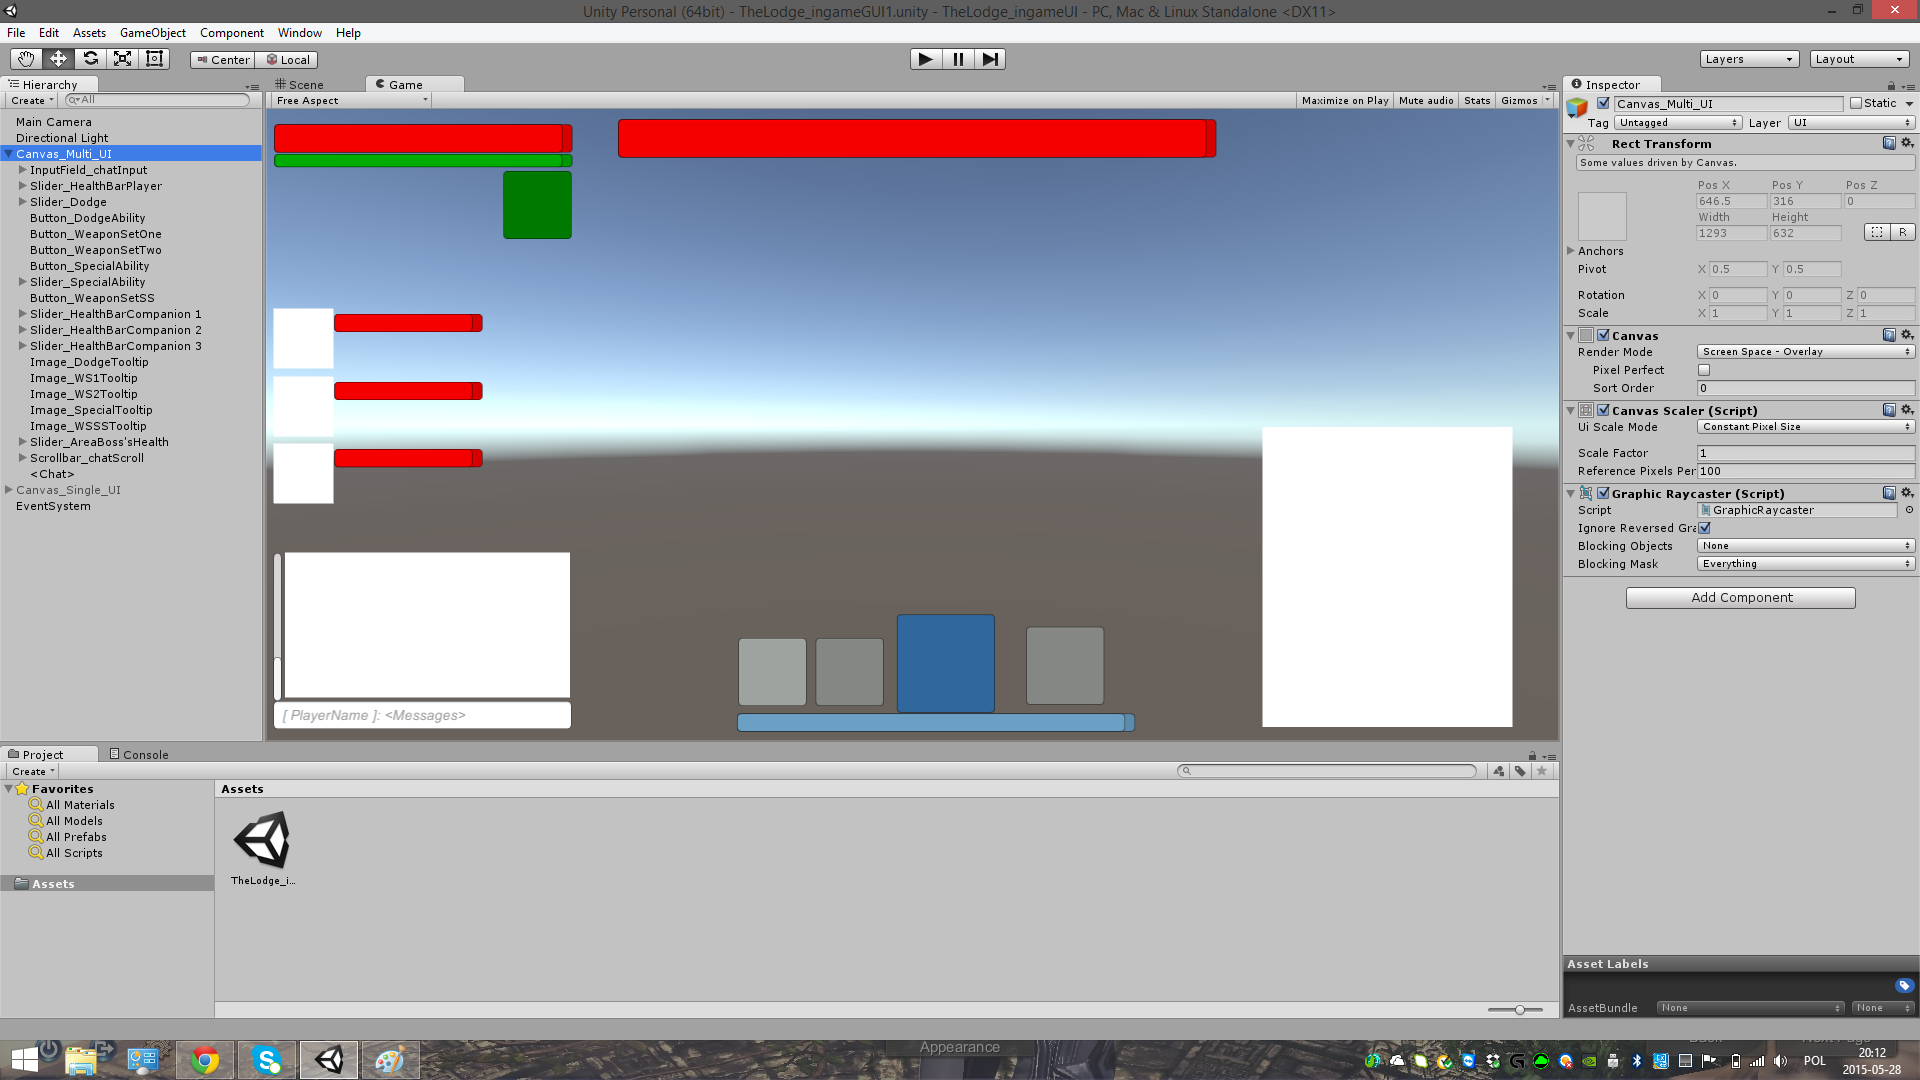 Unity Personal (64bit) - TheLodge_ingameGUI1.unity - TheLodge_ingameUI - PC, Mac & Linux Standalone <DX11>
File Edit Assets GameObject Component Window Help
Center Local Layers Layout
Hierarchy
Create All
Main Camera
Directional Light
Canvas_Multi_UI
InputField_chatInput
Slider_HealthBarPlayer
Slider_Dodge
Button_DodgeAbility
Button_WeaponSetOne
Button_WeaponSetTwo
Button_SpecialAbility
Slider_SpecialAbility
Button_WeaponSetSS
Slider_HealthBarCompanion 1
Slider_HealthBarCompanion 2
Slider_HealthBarCompanion 3
Image_DodgeTooltip
Image_WS1Tooltip
Image_WS2Tooltip
Image_SpecialTooltip
Image_WSSSTooltip
Slider_AreaBoss'sHealth
Scrollbar_chatScroll
<Chat>
Canvas_Single_UI
EventSystem
Scene Game
Free Aspect Maximize on Play Mute audio Stats Gizmos
[ PlayerName ]: <Messages>
Inspector
Canvas_Multi_UI Static
Tag Untagged Layer UI
Rect Transform
Some values driven by Canvas.
Pos X Pos Y Pos Z
646.5 316 0
Width Height
1293 632 R
Anchors
Pivot X 0.5 Y 0.5
Rotation X 0 Y 0 Z 0
Scale X 1 Y 1 Z 1
Canvas
Render Mode Screen Space - Overlay
Pixel Perfect
Sort Order 0
Canvas Scaler (Script)
Ui Scale Mode Constant Pixel Size
Scale Factor 1
Reference Pixels Per 100
Graphic Raycaster (Script)
Script GraphicRaycaster
Ignore Reversed Gra
Blocking Objects None
Blocking Mask Everything
Add Component
Asset Labels
AssetBundle None None
Project Console
Create
Favorites
All Materials
All Models
All Prefabs
All Scripts
Assets
Assets
TheLodge_i...
Appearance
POL
20:12
2015-05-28